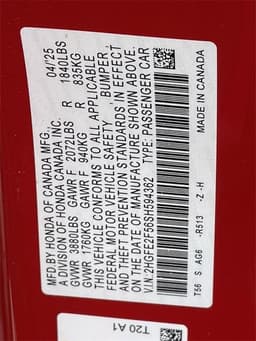 MFD.BY HONDA OF CANADA MFG. 04/25
A DIVISION OF HONDA CANADA INC.
GVWR 3880LBS GAWR F 2072LBS R 1840LBS
GVWR 1760KG GAWR F 940KG R 835KG
THIS VEHICLE CONFORMS TO ALL APPLICABLE
FEDERAL MOTOR VEHICLE SAFETY, BUMPER,
AND THEFT PREVENTION STANDARDS IN EFFECT
ON THE DATE OF MANUFACTURE SHOWN ABOVE.
V.I.N.:2HGFE2F56SH594362 TYPE:PASSENGER CAR
MADE IN CANADA
T56 S AG6 -R513 -Z -H
T20 A1